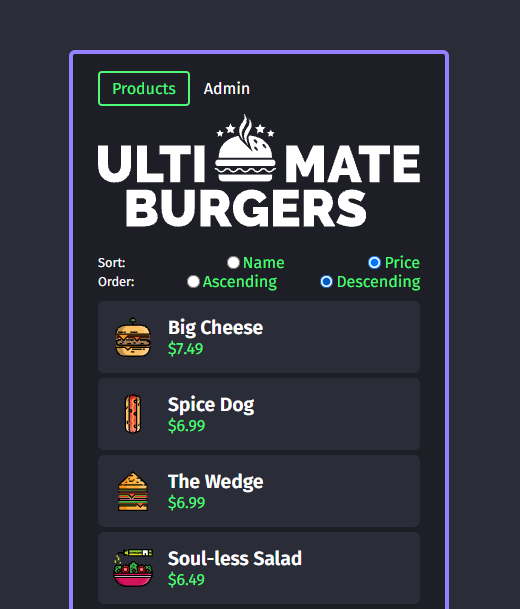 Products Admin
ULTI MATE
BURGERS
Sort: Name Price
Order: Ascending Descending
Big Cheese
$7.49
Spice Dog
$6.99
The Wedge
$6.99
Soul-less Salad
$6.49